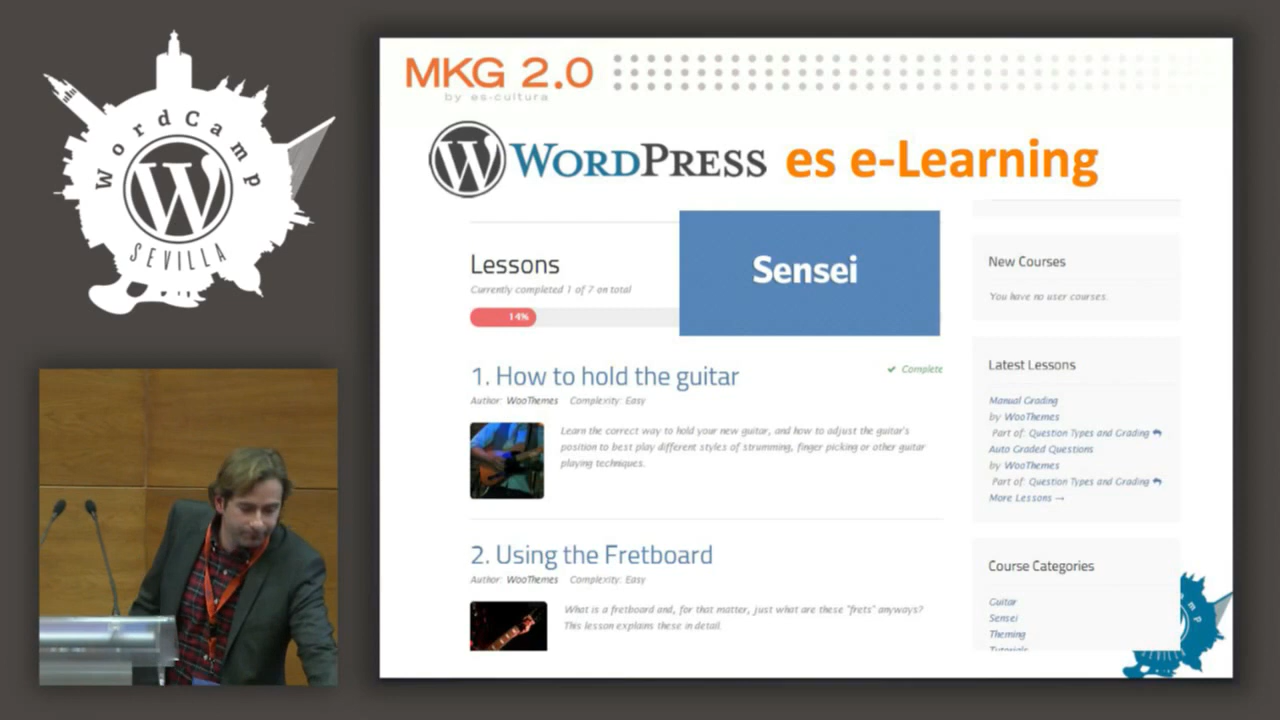 WordCamp
SEVILLA
MKG 2.0
by es-cultura
WORDPRESS es e-Learning
Lessons
Currently completed 1 of 7 on total
14%
Sensei
1. How to hold the guitar
Complete
Author: WooThemes Complexity: Easy
Learn the correct way to hold your new guitar, and how to adjust the guitar's
position to best play different styles of strumming, finger picking or other guitar
playing techniques.
2. Using the Fretboard
Author: WooThemes Complexity: Easy
What is a fretboard and, for that matter, just what are these "frets" anyways?
This lesson explains these in detail.
New Courses
You have no user courses.
Latest Lessons
Manual Grading
by WooThemes
Part of: Question Types and Grading
Auto Graded Questions
by WooThemes
Part of: Question Types and Grading
More Lessons →
Course Categories
Guitar
Sensei
Theming
Tutorials
mp
SEVILLA